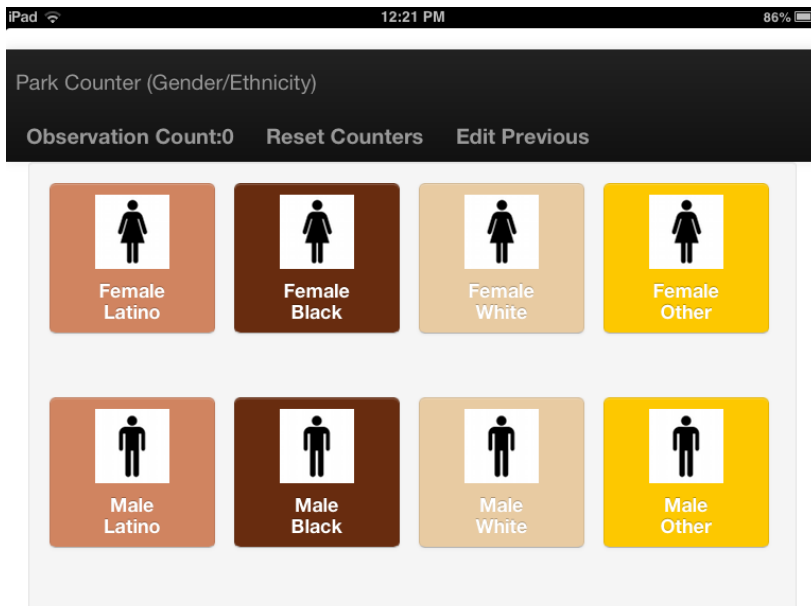 iPad 12:21 PM 86%
Park Counter (Gender/Ethnicity)
Observation Count:0 Reset Counters Edit Previous
Female Latino
Female Black
Female White
Female Other
Male Latino
Male Black
Male White
Male Other